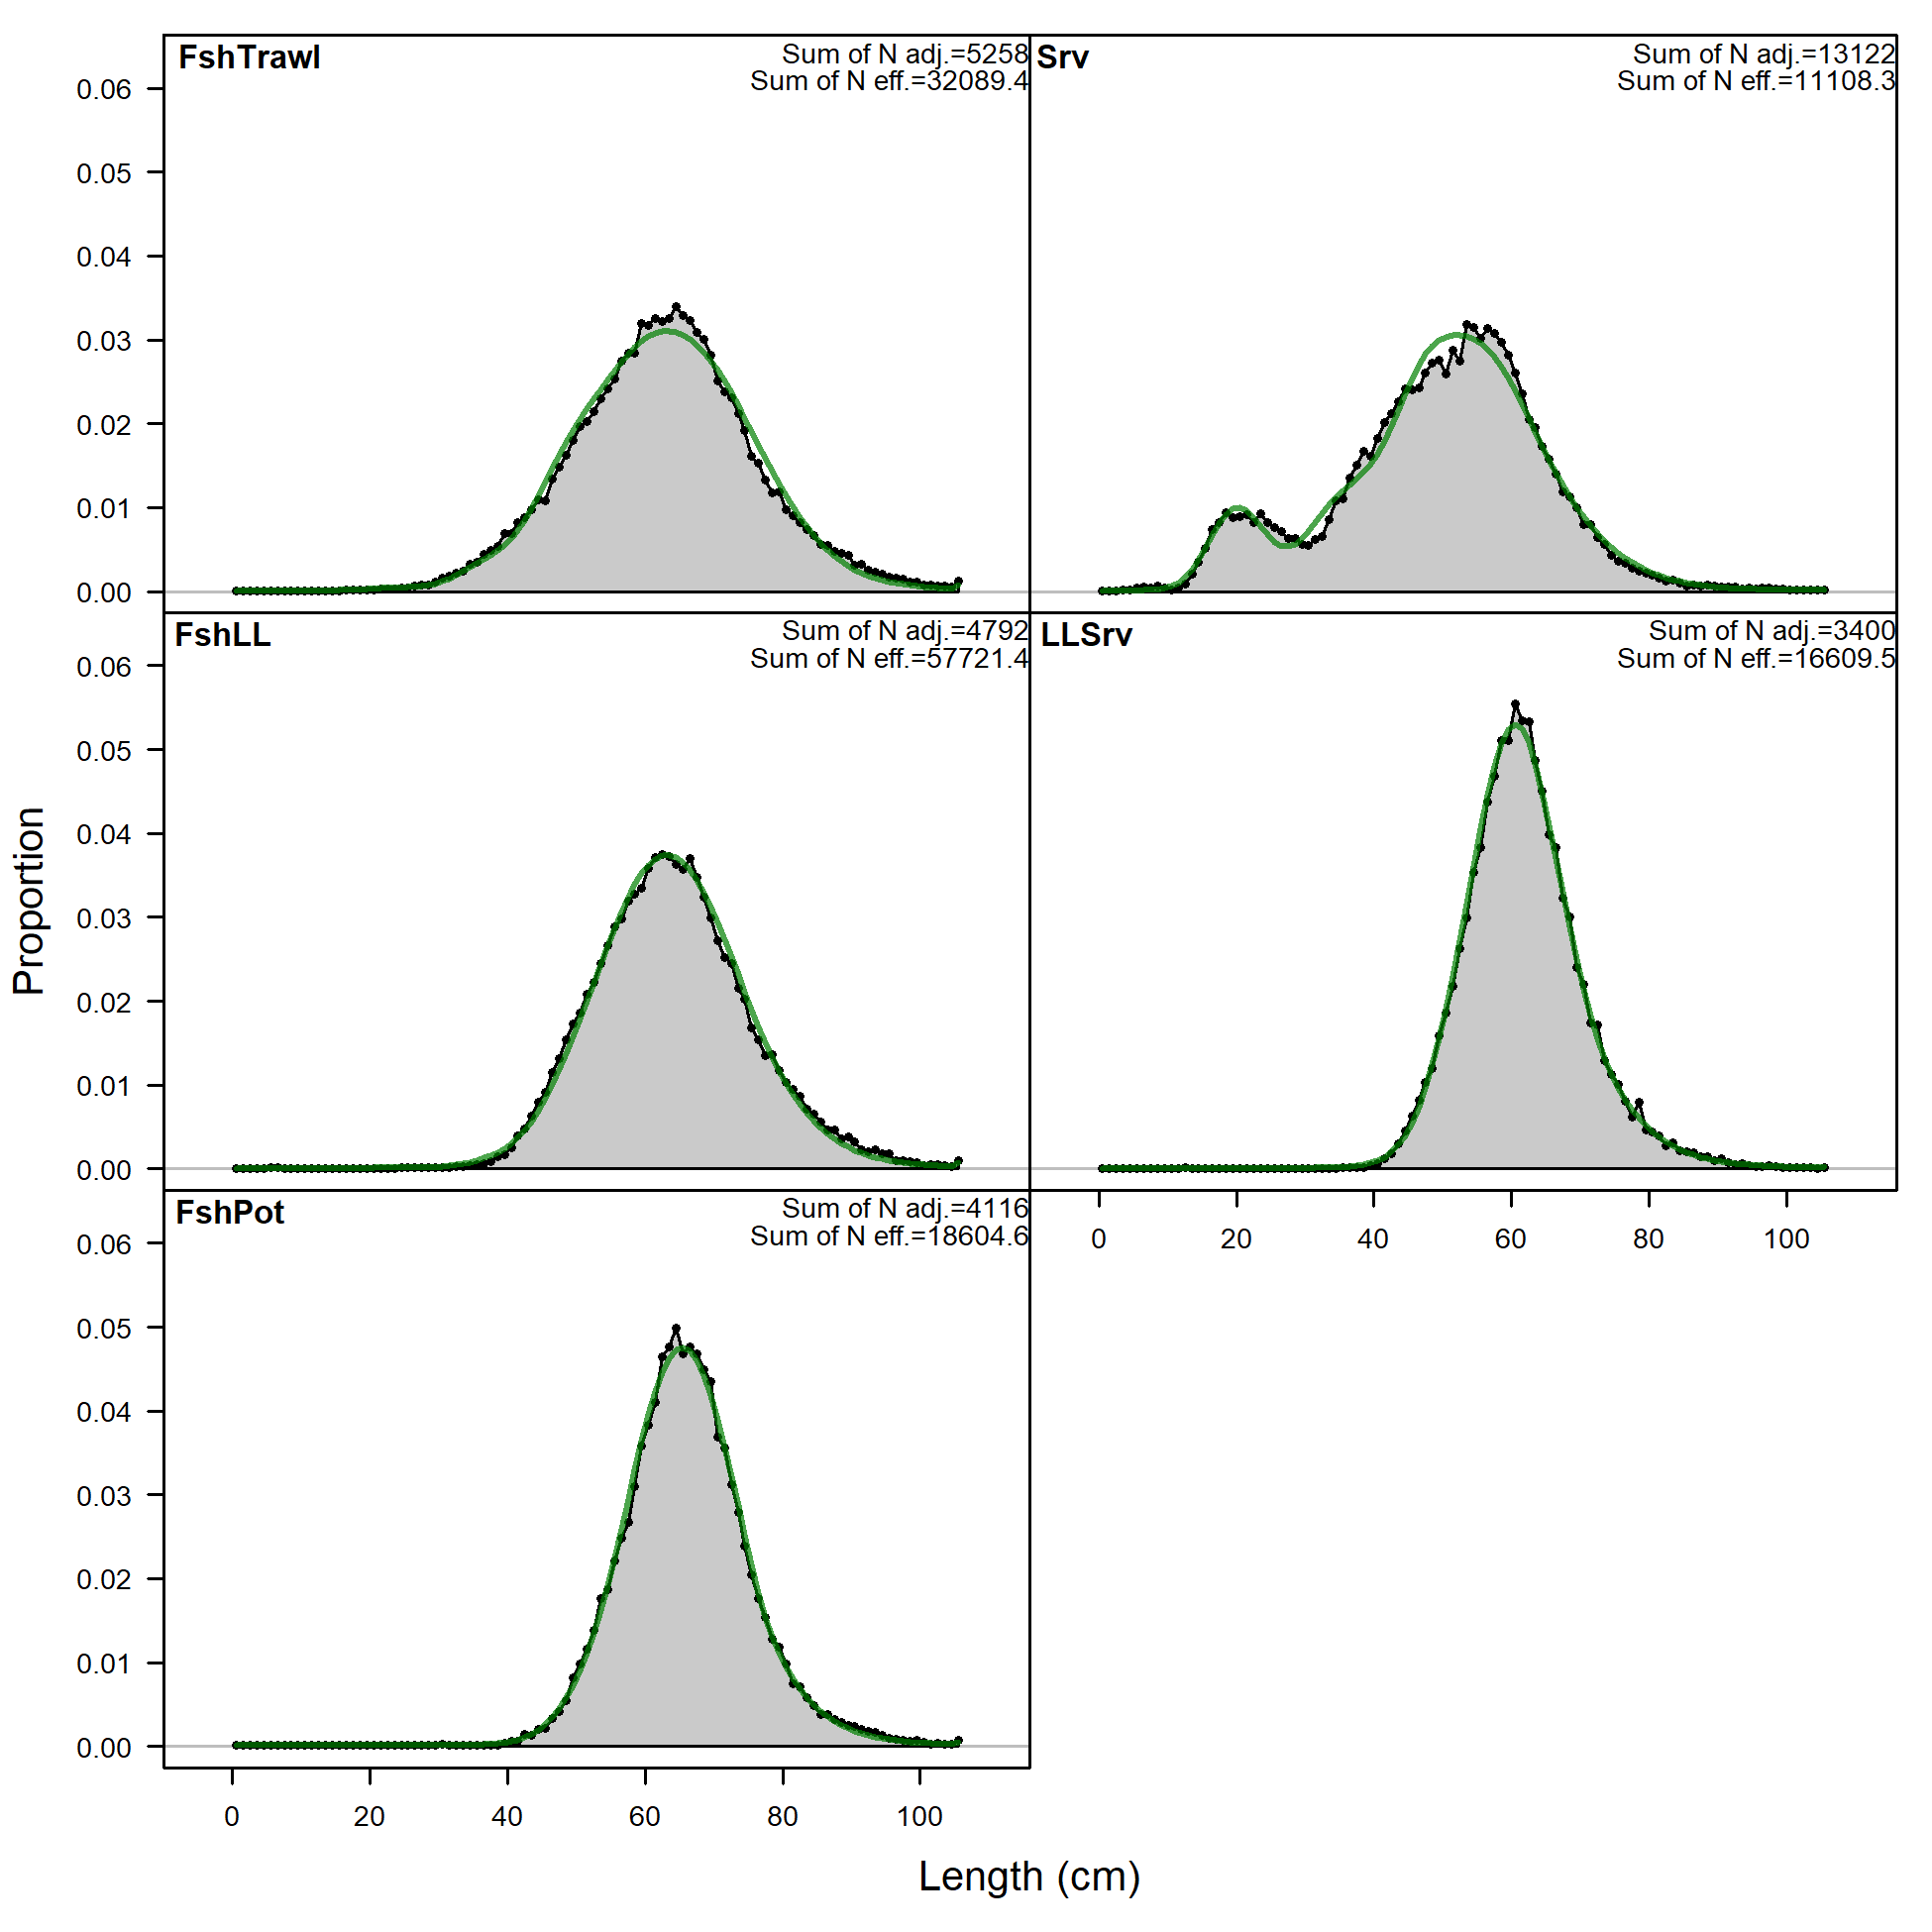 FshTrawl
Sum of N adj.=5258
Sum of N eff.=32089.4
0.06
0.05
0.04
0.03
0.02
0.01
0.00
Srv
Sum of N adj.=13122
Sum of N eff.=11108.3
FshLL
Sum of N adj.=4792
Sum of N eff.=57721.4
0.06
0.05
0.04
0.03
0.02
0.01
0.00
LLSrv
Sum of N adj.=3400
Sum of N eff.=16609.5
0 20 40 60 80 100
FshPot
Sum of N adj.=4116
Sum of N eff.=18604.6
0.06
0.05
0.04
0.03
0.02
0.01
0.00
0 20 40 60 80 100
Proportion
Length (cm)